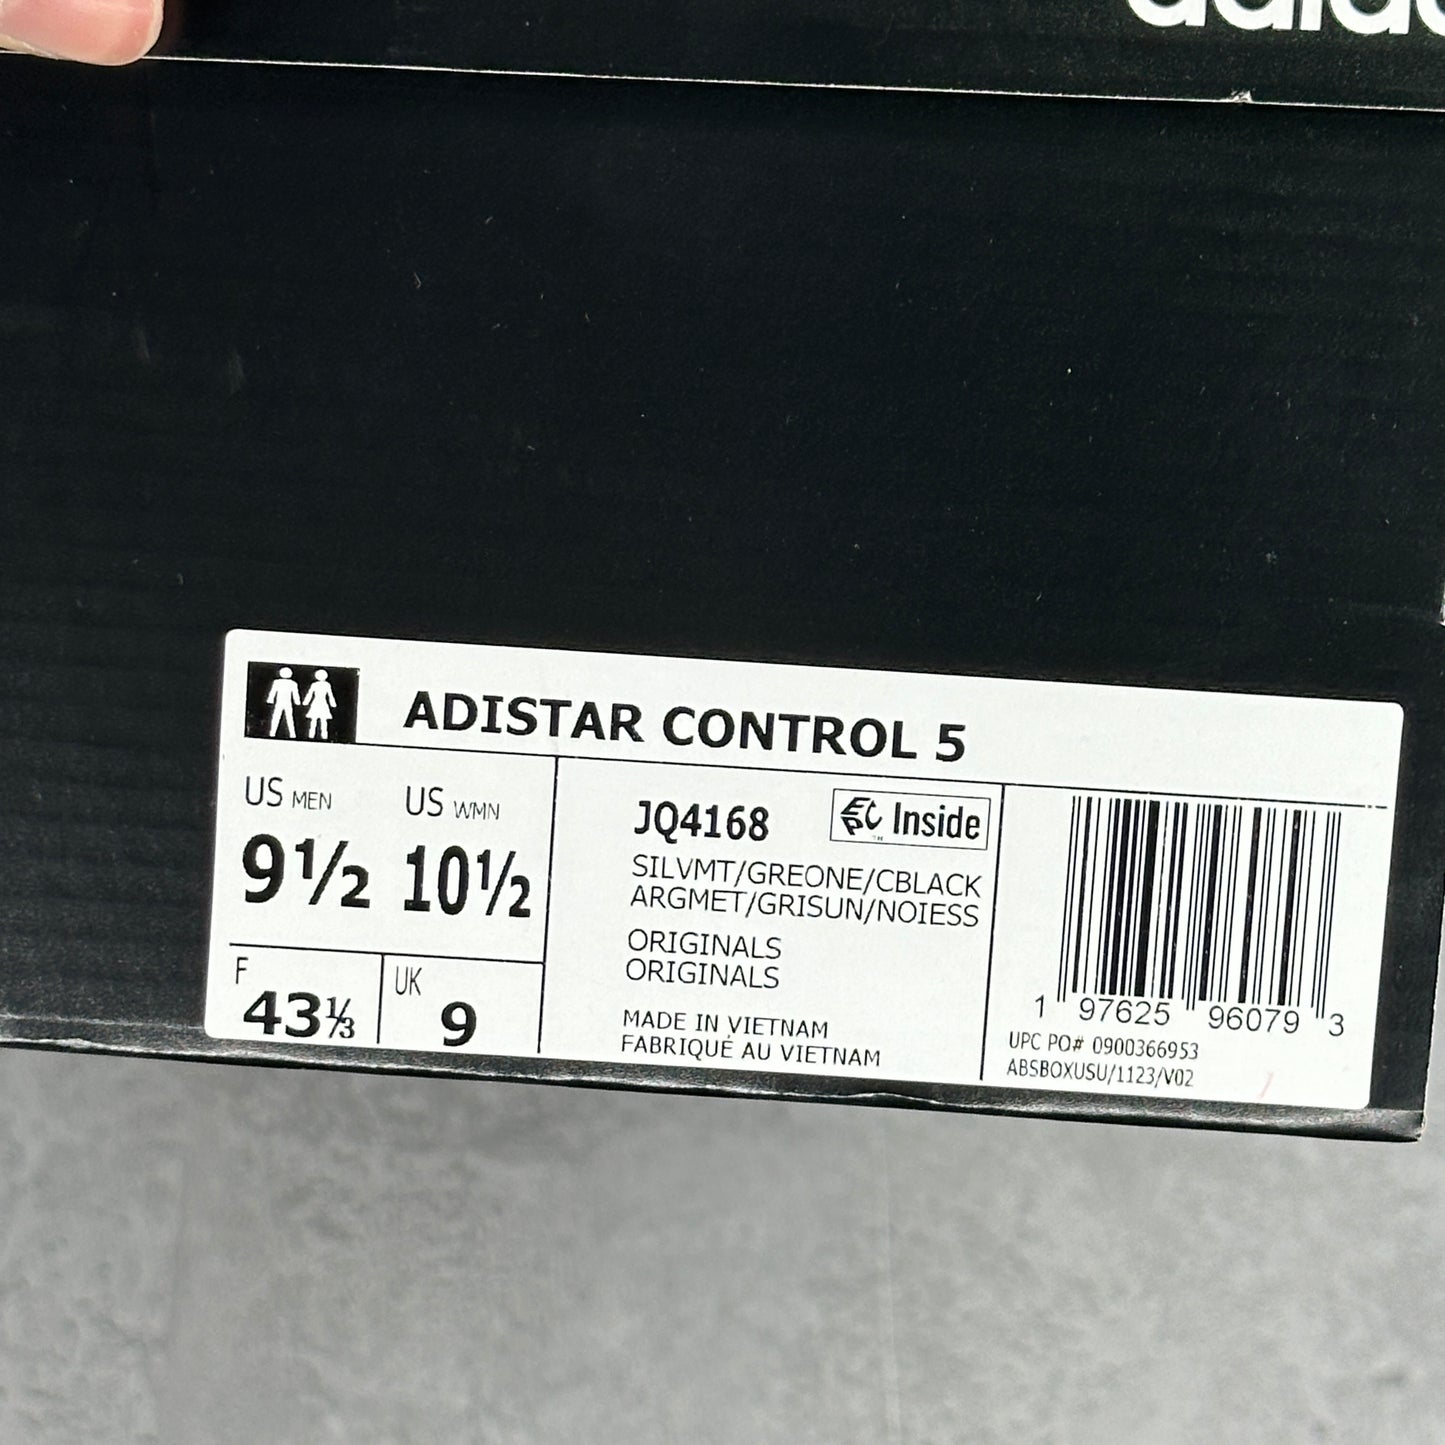 adidas
ADISTAR CONTROL 5
US MEN US WMN
9½ 10½
F UK
43⅓ 9
JQ4168 EPC Inside
SILVMT/GREONE/CBLACK
ARGMET/GRISUN/NOIESS
ORIGINALS
ORIGINALS
MADE IN VIETNAM
FABRIQUÉ AU VIETNAM
1 97625 96079 3
UPC PO# 0900366953
ABSBOXUSU/1123/V02